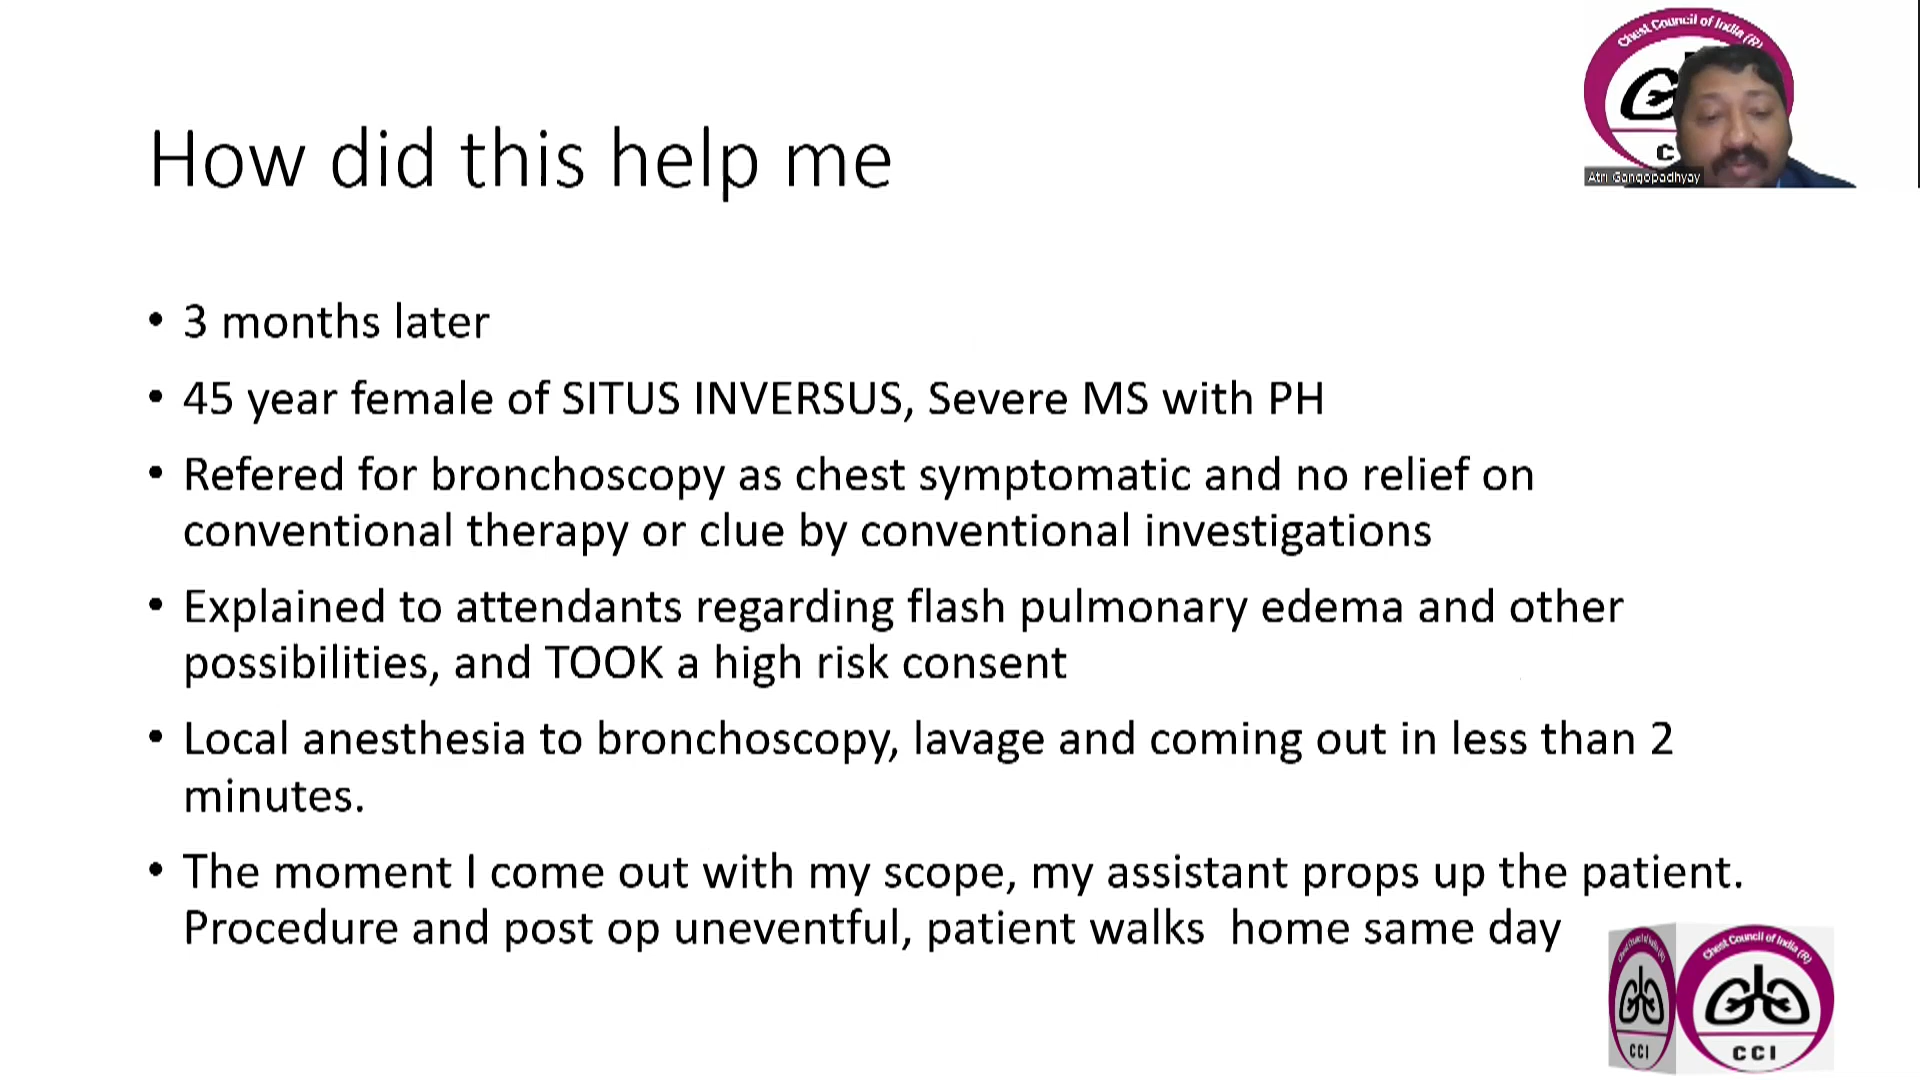 Chest Council of India (R)
C
Atri Gangopadhyay
How did this help me
• 3 months later
• 45 year female of SITUS INVERSUS, Severe MS with PH
• Refered for bronchoscopy as chest symptomatic and no relief on
conventional therapy or clue by conventional investigations
• Explained to attendants regarding flash pulmonary edema and other
possibilities, and TOOK a high risk consent
• Local anesthesia to bronchoscopy, lavage and coming out in less than 2
minutes.
• The moment I come out with my scope, my assistant props up the patient.
Procedure and post op uneventful, patient walks home same day
Chest Council of India (R)
CCI
Chest Council of India (R)
CCI